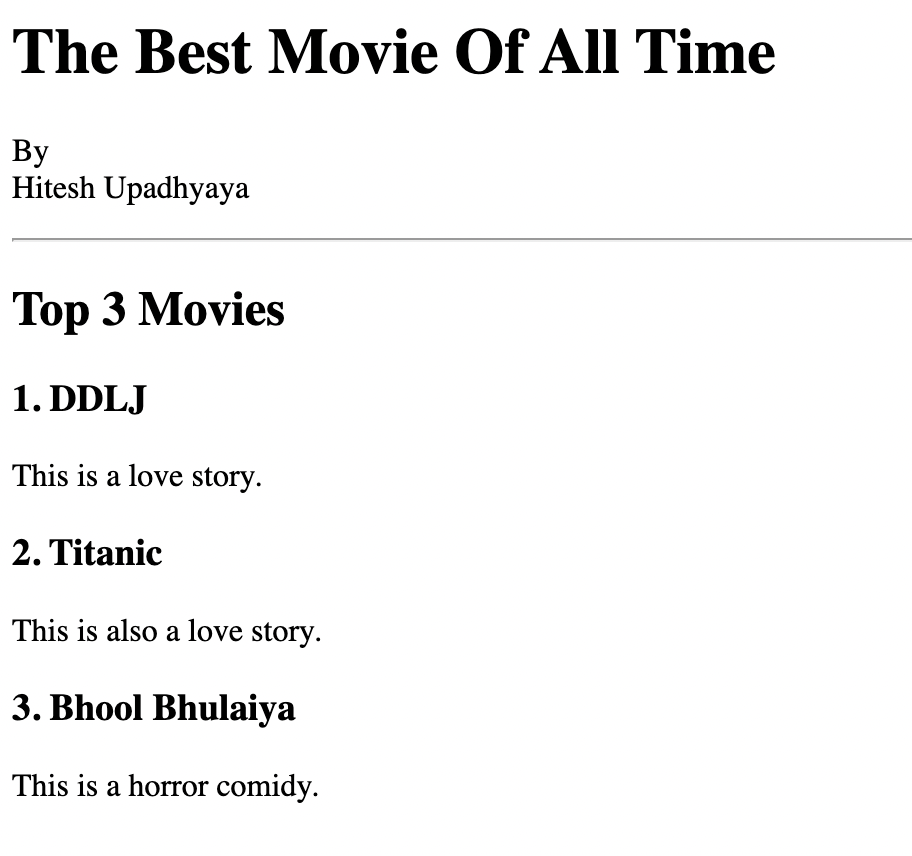 The Best Movie Of All Time
By
Hitesh Upadhyaya
Top 3 Movies
1. DDLJ
This is a love story.
2. Titanic
This is also a love story.
3. Bhool Bhulaiya
This is a horror comidy.